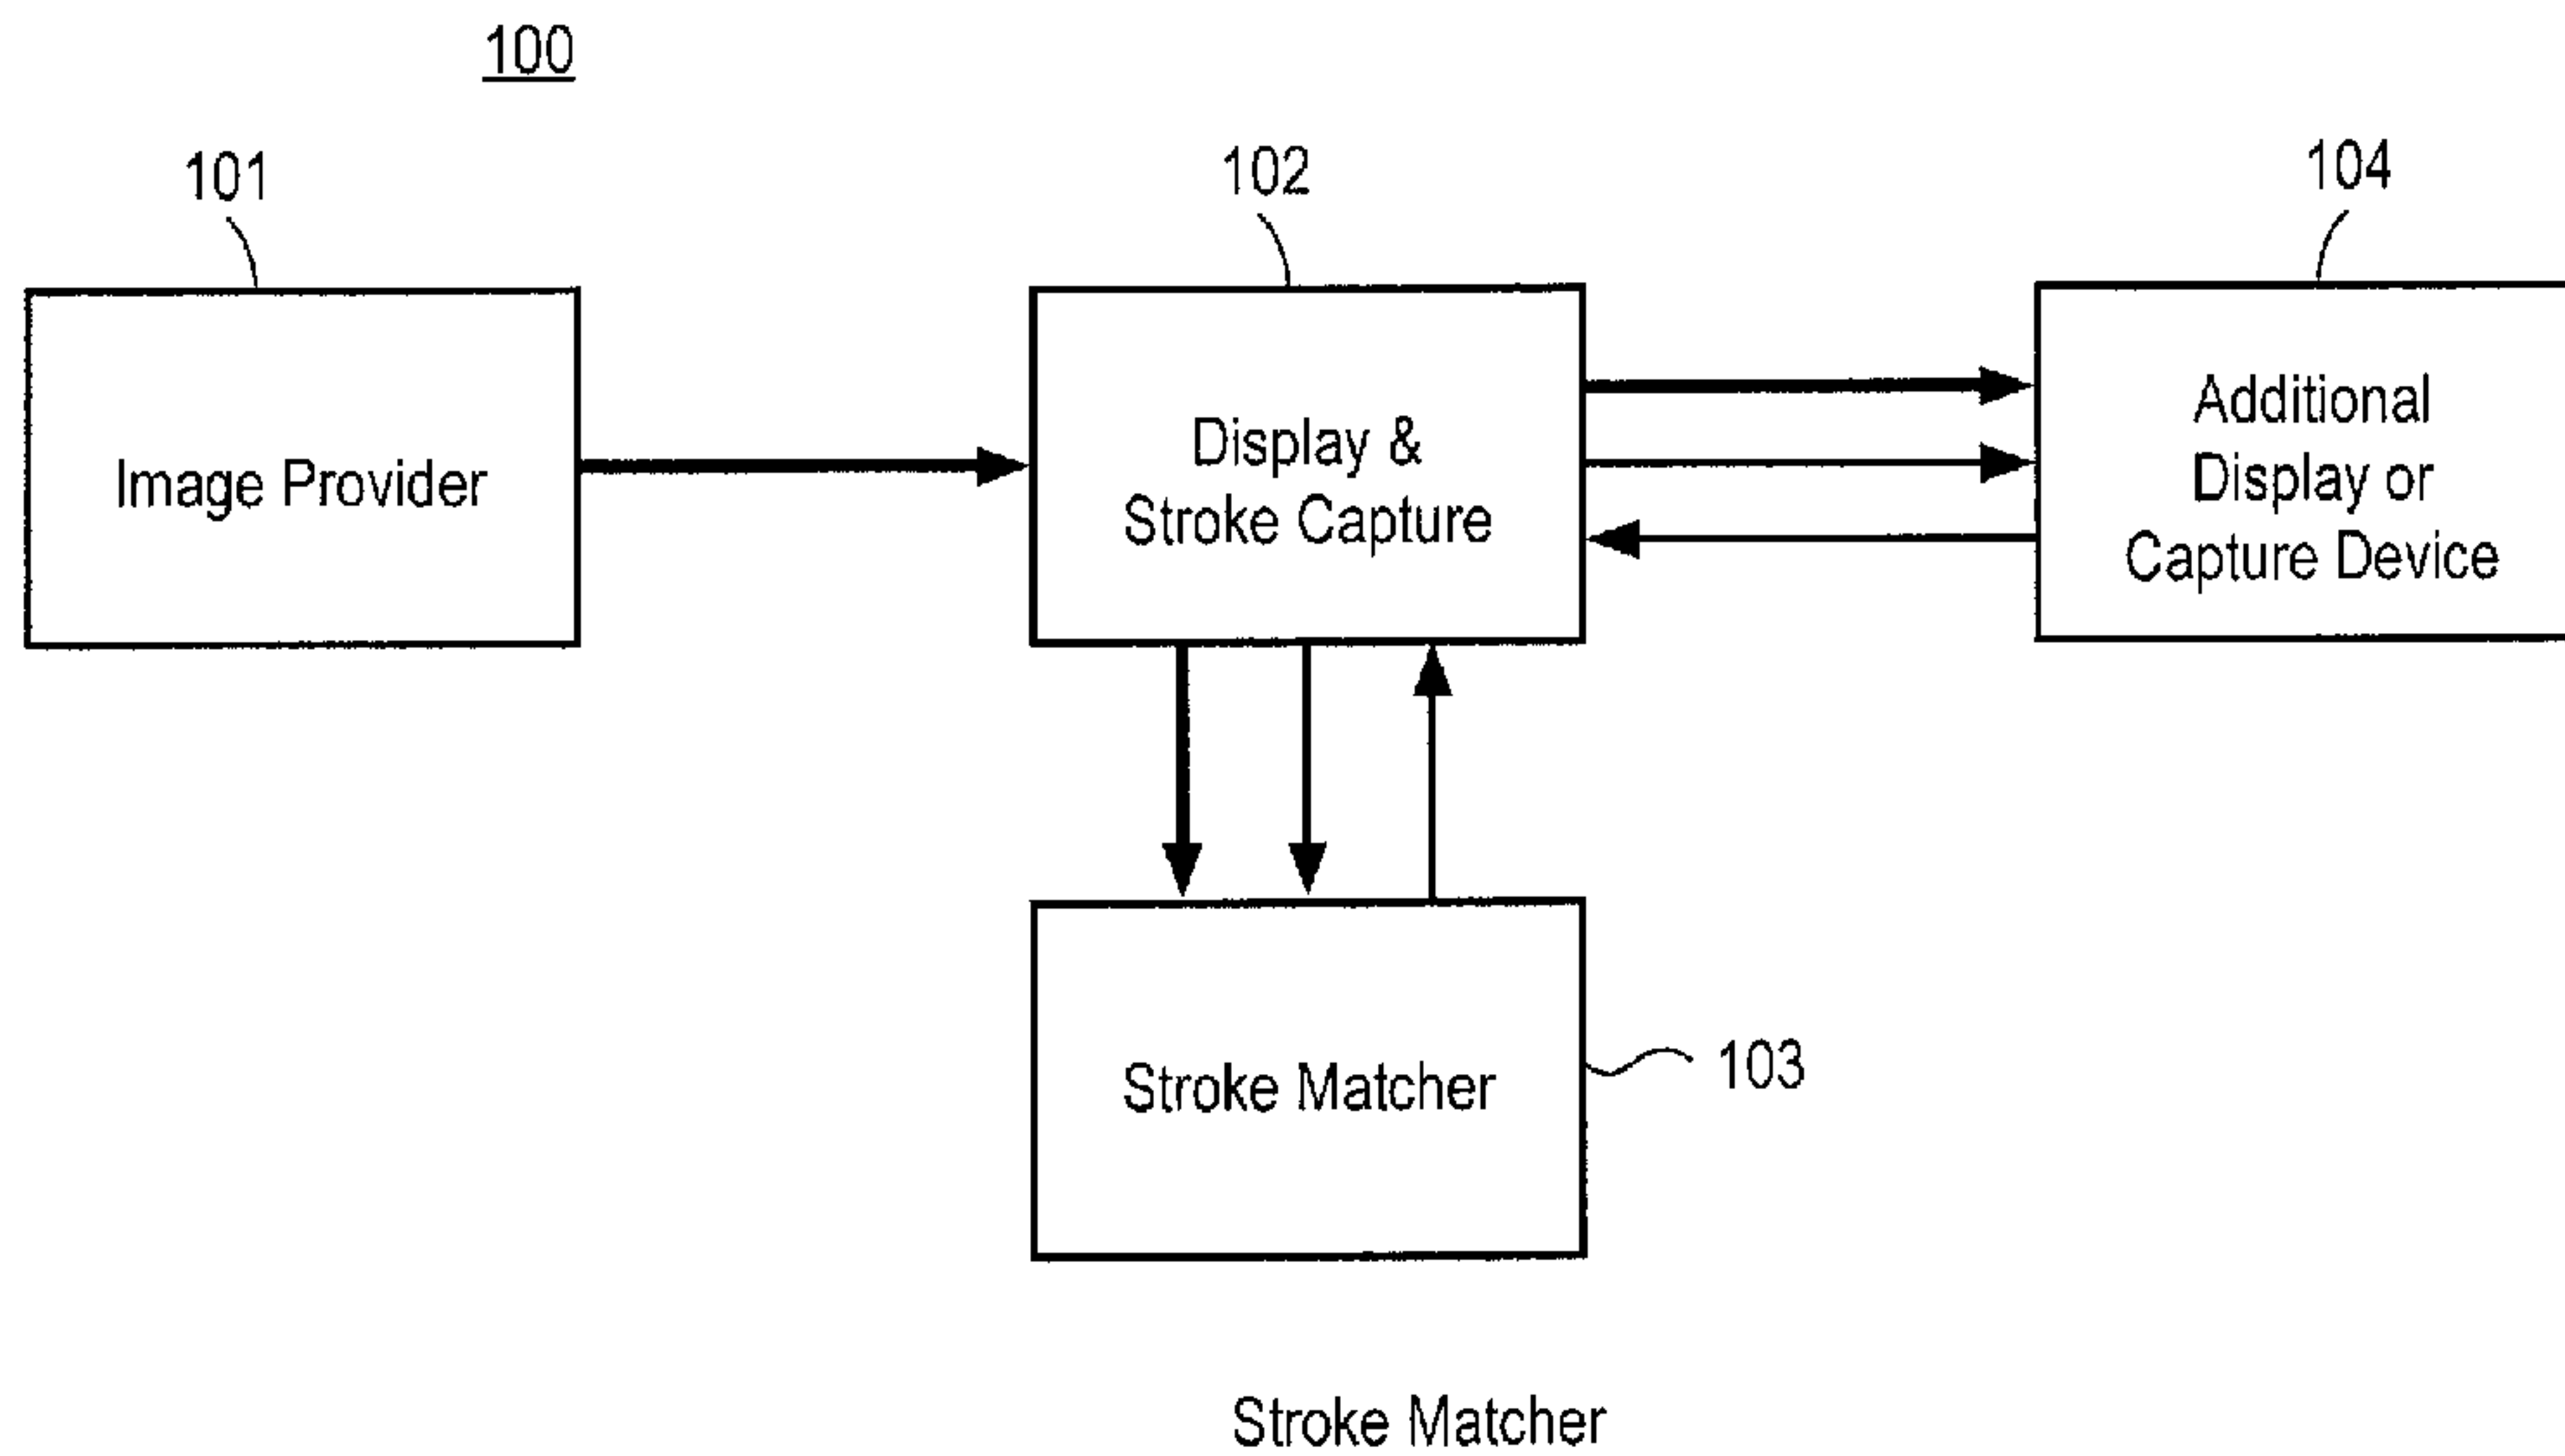 100
101
102
104
Image Provider
Display &
Stroke Capture
Additional
Display or
Capture Device
Stroke Matcher
103
Stroke Matcher